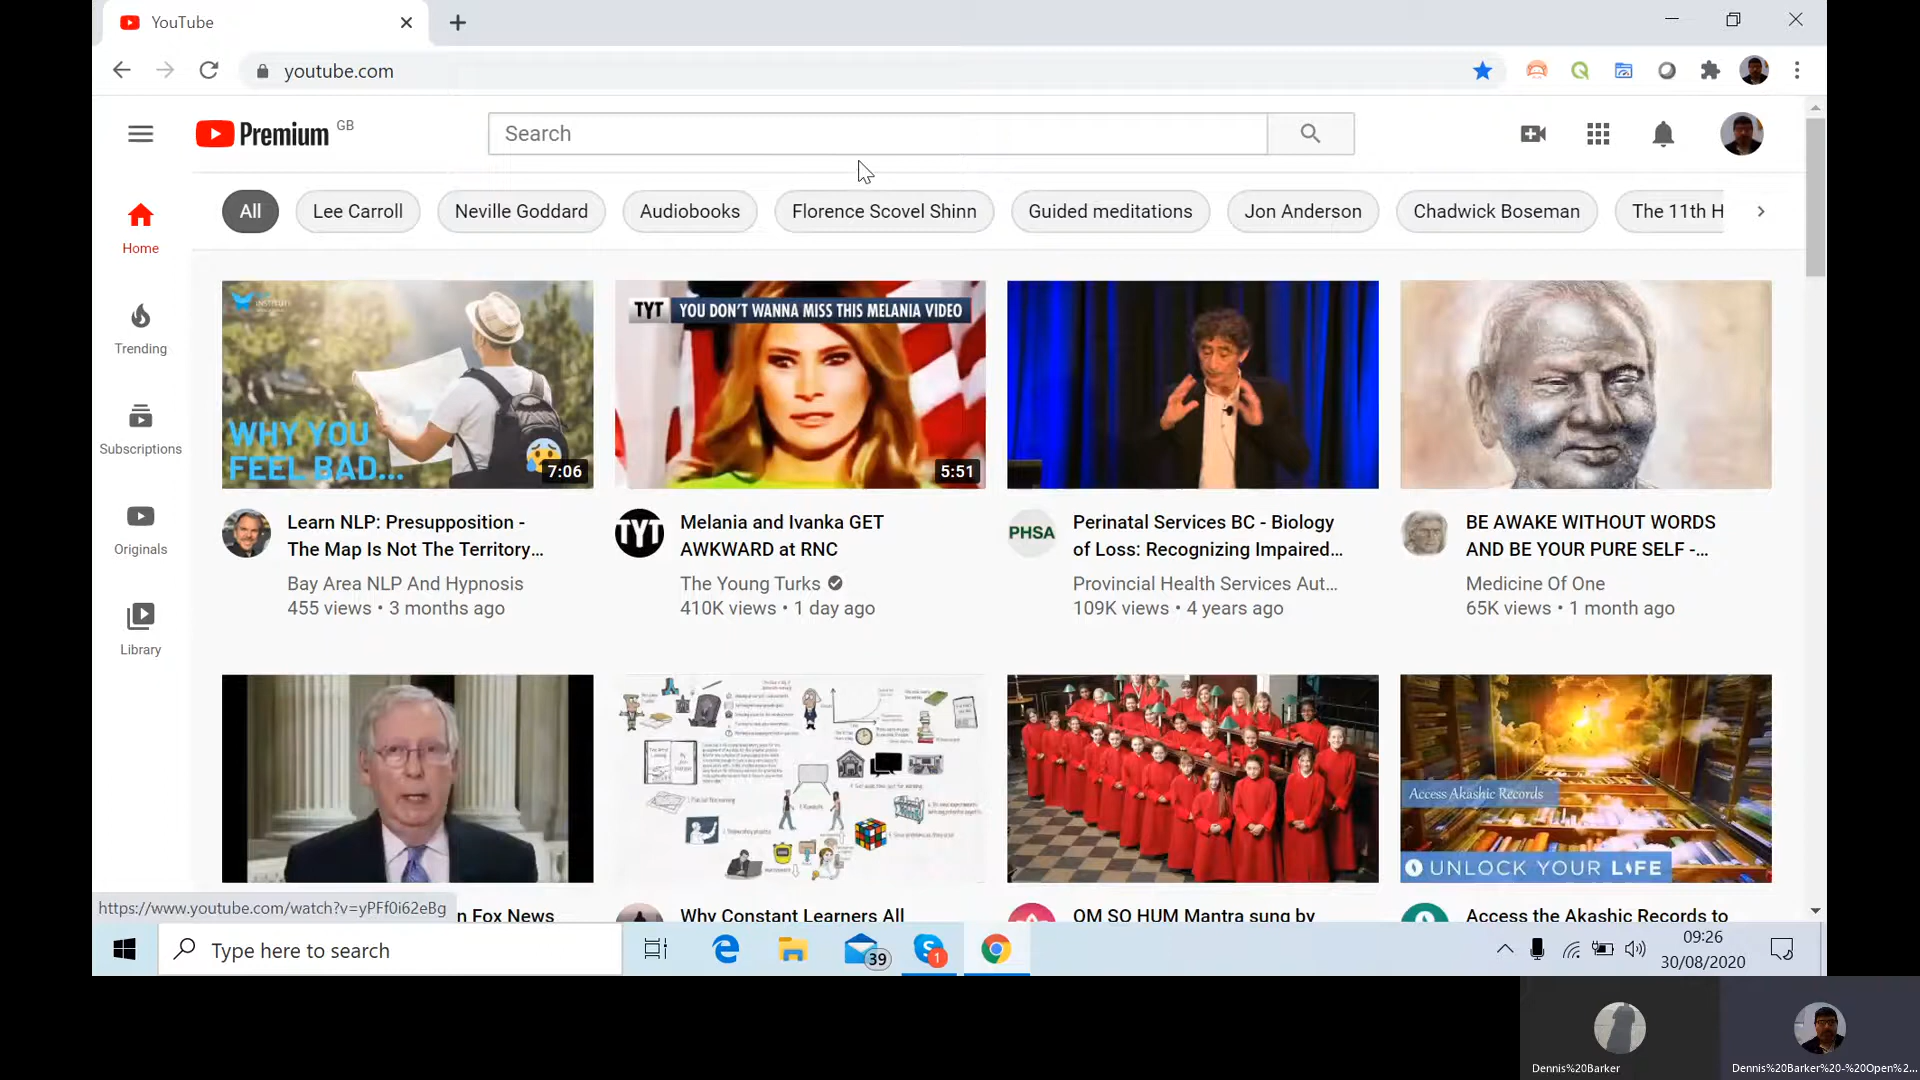 YouTube
youtube.com
Premium GB
Search
All
Lee Carroll
Neville Goddard
Audiobooks
Florence Scovel Shinn
Guided meditations
Jon Anderson
Chadwick Boseman
The 11th H
Home
Trending
Subscriptions
Originals
Library
INSTITUTE
WHY YOU
FEEL BAD...
7:06
TYT YOU DON'T WANNA MISS THIS MELANIA VIDEO
5:51
Learn NLP: Presupposition -
The Map Is Not The Territory...
Bay Area NLP And Hypnosis
455 views • 3 months ago
TYT
Melania and Ivanka GET
AWKWARD at RNC
The Young Turks
410K views • 1 day ago
PHSA
Perinatal Services BC - Biology
of Loss: Recognizing Impaired...
Provincial Health Services Aut...
109K views • 4 years ago
BE AWAKE WITHOUT WORDS
AND BE YOUR PURE SELF -...
Medicine Of One
65K views • 1 month ago
Access Akashic Records
UNLOCK YOUR LIFE
https://www.youtube.com/watch?v=yPFf0i62eBg
n Fox News
Why Constant Learners All
OM SO HUM Mantra sung by
Access the Akashic Records to
Type here to search
39
1
09:26
30/08/2020
Dennis%20Barker
Dennis%20Barker%20-%20Open%2...